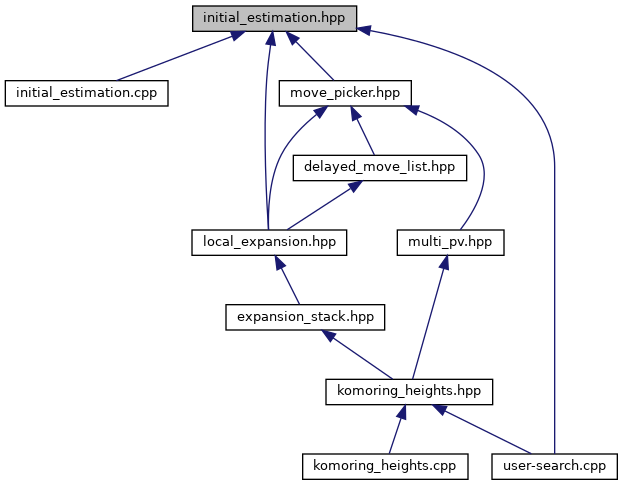 initial_estimation.hpp
initial_estimation.cpp
move_picker.hpp
delayed_move_list.hpp
local_expansion.hpp
multi_pv.hpp
expansion_stack.hpp
komoring_heights.hpp
komoring_heights.cpp
user-search.cpp